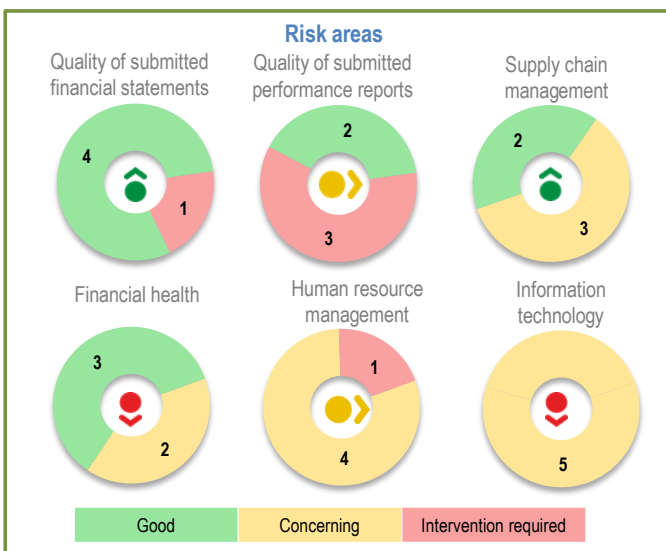 Risk areas
Quality of submitted
financial statements
Quality of submitted
performance reports
Supply chain
management
4
1
2
3
2
3
Financial health
Human resource
management
Information
technology
3
2
1
4
5
Good
Concerning
Intervention required